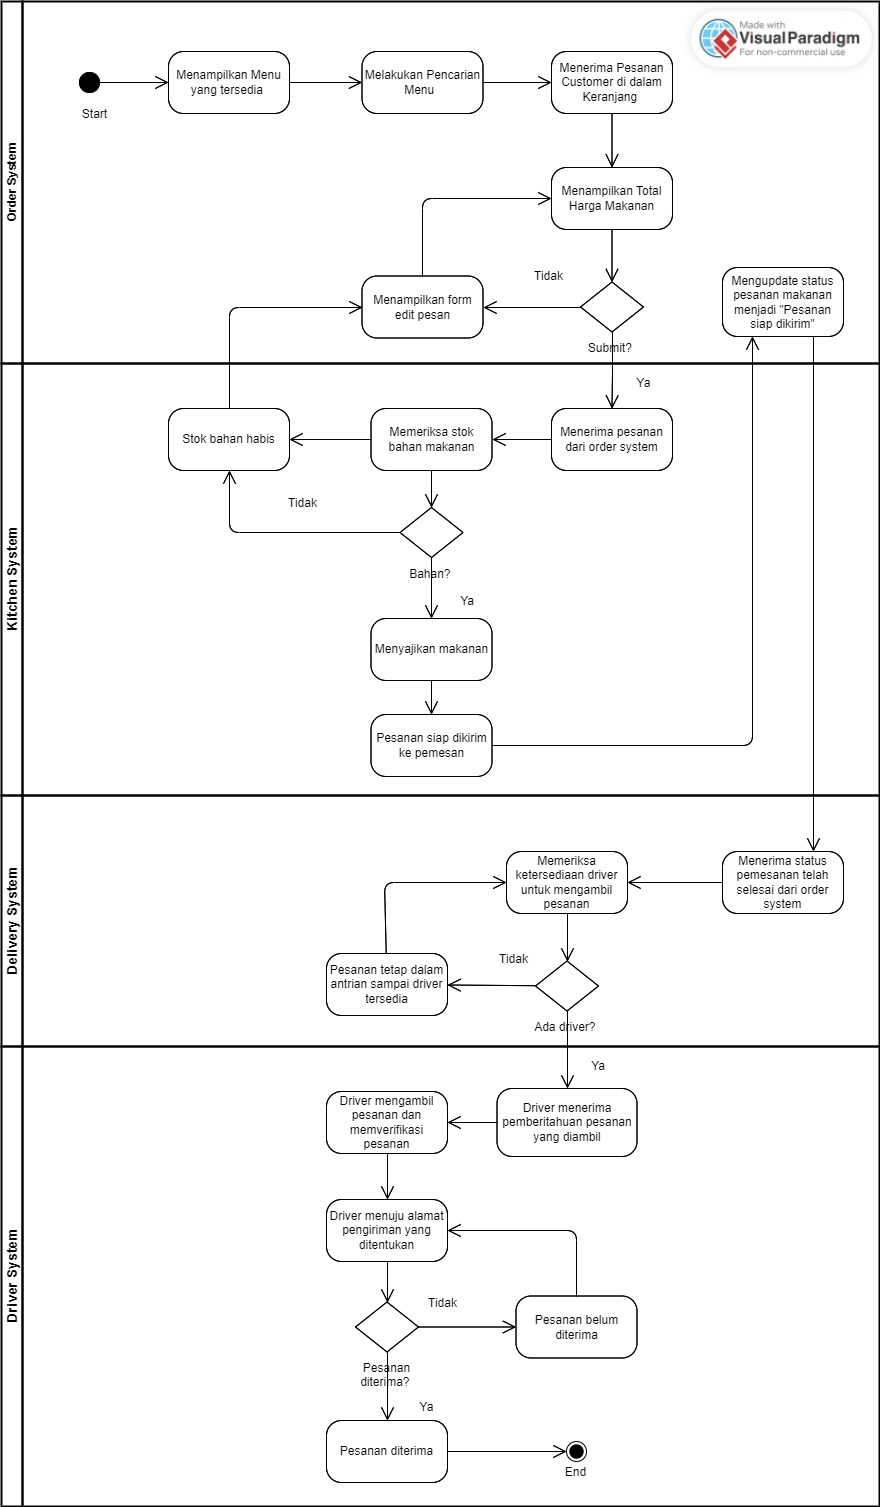 Made with
VisualParadigm
For non-commercial use
Order System
Start
Menampilkan Menu
yang tersedia
Melakukan Pencarian
Menu
Menerima Pesanan
Customer di dalam
Keranjang
Menampilkan Total
Harga Makanan
Tidak
Menampilkan form
edit pesan
Submit?
Mengupdate status
pesanan makanan
menjadi "Pesanan
siap dikirim"
Kitchen System
Ya
Menerima pesanan
dari order system
Memeriksa stok
bahan makanan
Stok bahan habis
Tidak
Bahan?
Ya
Menyajikan makanan
Pesanan siap dikirim
ke pemesan
Delivery System
Menerima status
pemesanan telah
selesai dari order
system
Memeriksa
ketersediaan driver
untuk mengambil
pesanan
Tidak
Pesanan tetap dalam
antrian sampai driver
tersedia
Ada driver?
Driver System
Ya
Driver menerima
pemberitahuan pesanan
yang diambil
Driver mengambil
pesanan dan
memverifikasi
pesanan
Driver menuju alamat
pengiriman yang
ditentukan
Tidak
Pesanan belum
diterima
Pesanan
diterima?
Ya
Pesanan diterima
End